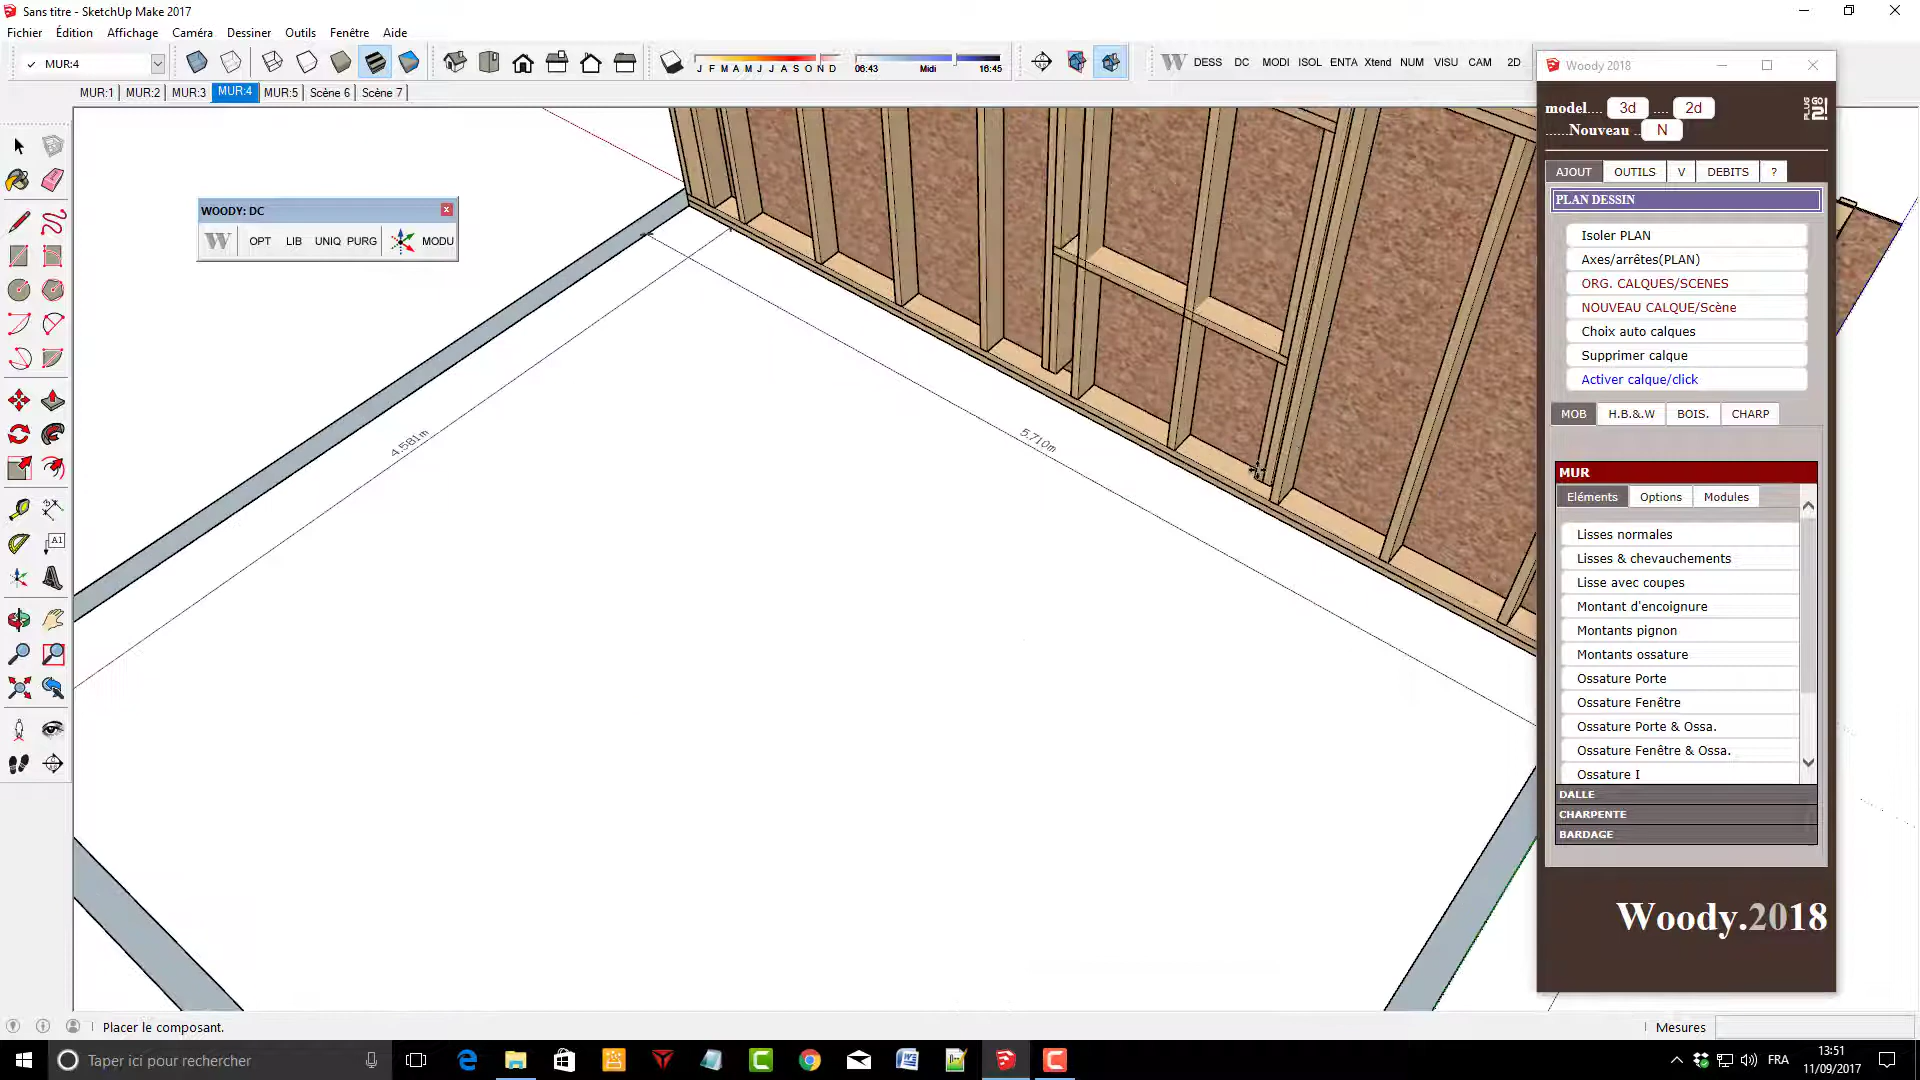 Sans titre - SketchUp Make 2017
Fichier Édition Affichage Caméra Dessiner Outils Fenêtre Aide
MUR:4
J F M A M J J A S O N D 06:43 Midi 16:45
W DESS DC MODI ISOL ENTA Xtend NUM VISU CAM 2D
MUR:1 MUR:2 MUR:3 MUR:4 MUR:5 Scène 6 Scène 7
WOODY: DC
W OPT LIB UNIQ PURG MODU
4.581m
5.710m
A1
Woody 2018
model.... 3d .... 2d
PLUG GO IN!
......Nouveau .. N
AJOUT OUTILS V DEBITS ?
PLAN DESSIN
Isoler PLAN
Axes/arrêtes(PLAN)
ORG. CALQUES/SCENES
NOUVEAU CALQUE/Scène
Choix auto calques
Supprimer calque
Activer calque/click
MOB H.B.&.W BOIS. CHARP
MUR
Eléments Options Modules
Lisses normales
Lisses & chevauchements
Lisse avec coupes
Montant d'encoignure
Montants pignon
Montants ossature
Ossature Porte
Ossature Fenêtre
Ossature Porte & Ossa.
Ossature Fenêtre & Ossa.
Ossature I
DALLE
CHARPENTE
BARDAGE
Woody.2018
Placer le composant.
Mesures
Taper ici pour rechercher
FRA
13:51
11/09/2017